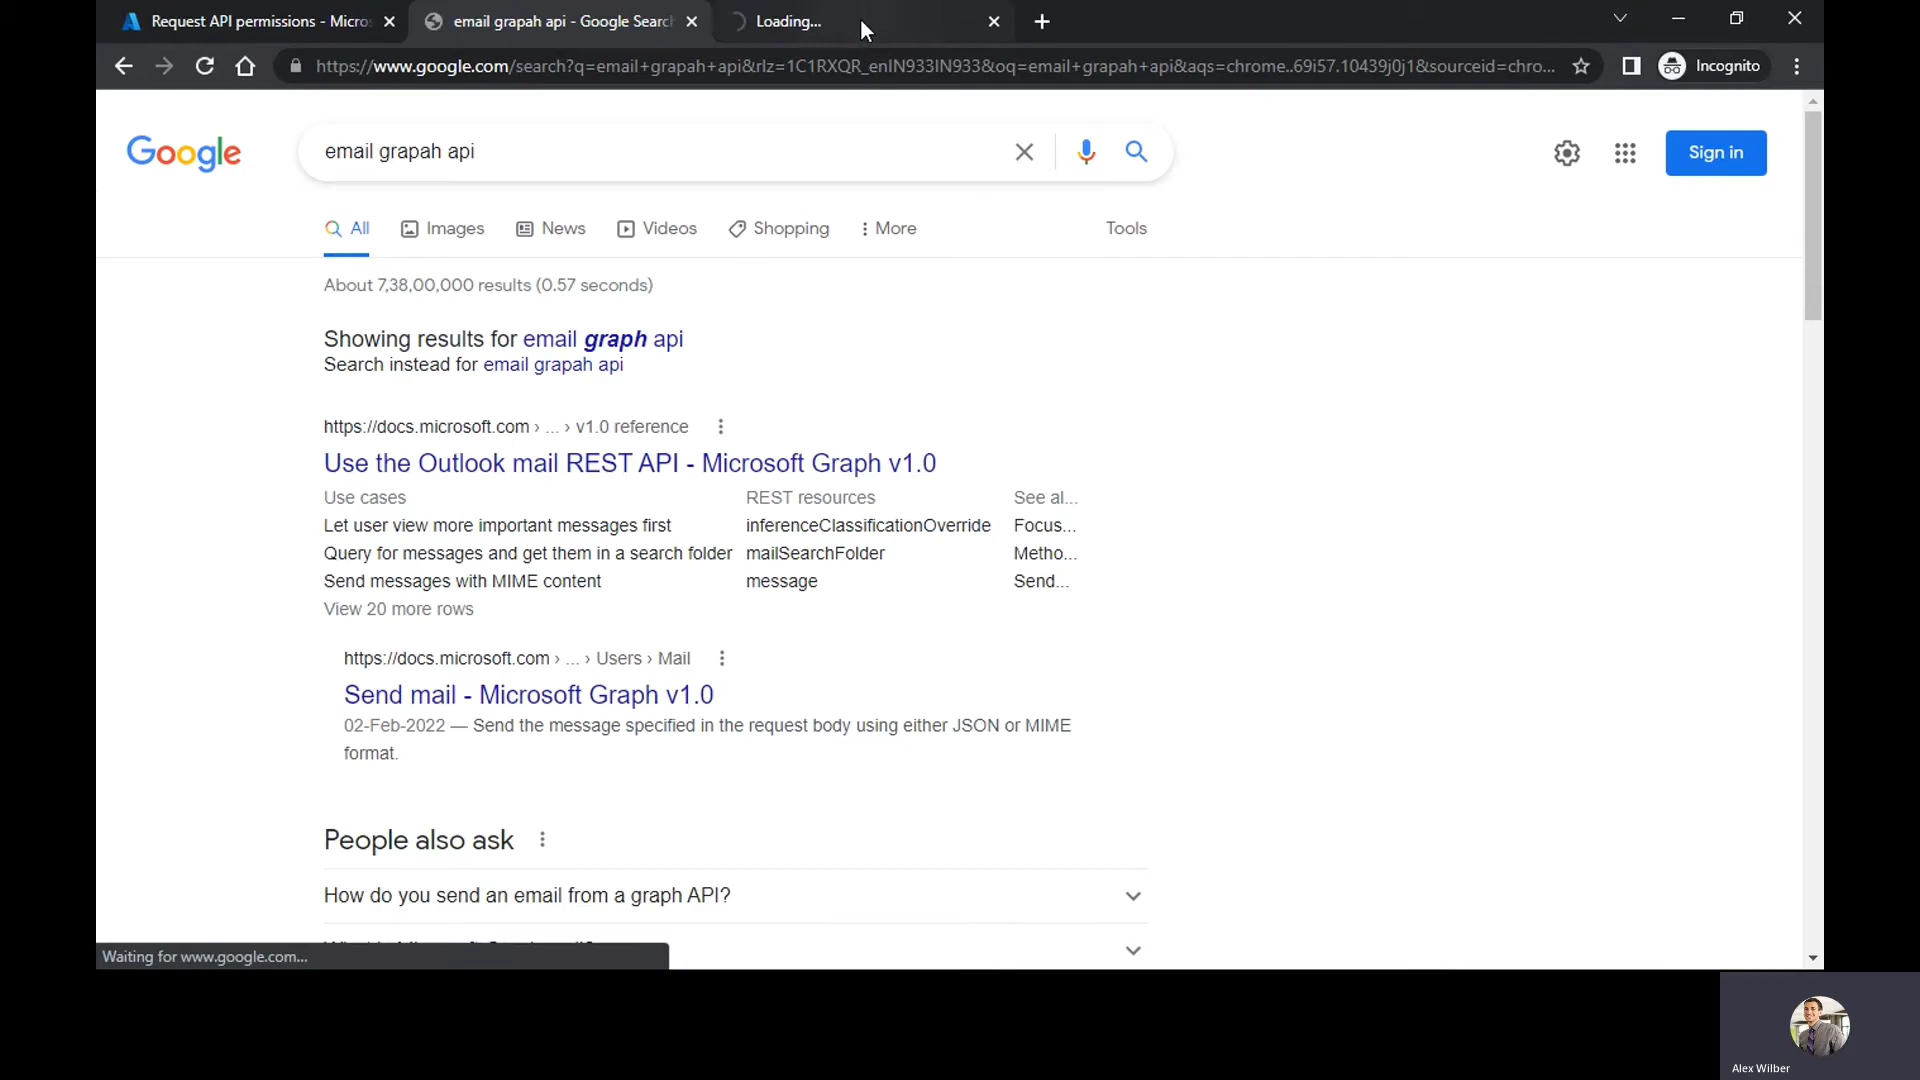 Request API permissions - Micros
email grapah api - Google Search
Loading...
https://www.google.com/search?q=email+grapah+api&rlz=1C1RXQR_enIN933IN933&oq=email+grapah+api&aqs=chrome..69i57.10439j0j1&sourceid=chro...
Incognito
Google
email grapah api
Sign in
All
Images
News
Videos
Shopping
More
Tools
About 7,38,00,000 results (0.57 seconds)
Showing results for email graph api
Search instead for email grapah api
https://docs.microsoft.com › ... › v1.0 reference
Use the Outlook mail REST API - Microsoft Graph v1.0
Use cases REST resources See al...
Let user view more important messages first inferenceClassificationOverride Focus...
Query for messages and get them in a search folder mailSearchFolder Metho...
Send messages with MIME content message Send...
View 20 more rows
https://docs.microsoft.com › ... › Users › Mail
Send mail - Microsoft Graph v1.0
02-Feb-2022 — Send the message specified in the request body using either JSON or MIME
format.
People also ask
How do you send an email from a graph API?
Waiting for www.google.com...
Alex Wilber